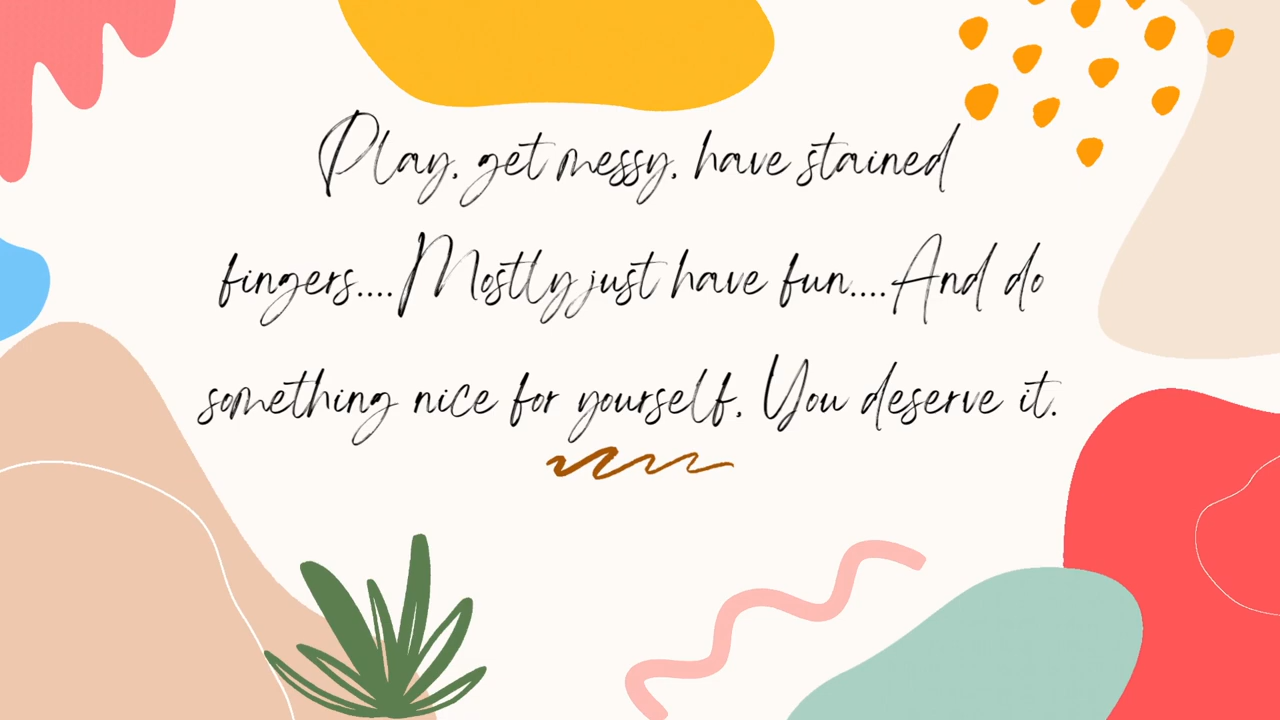 Play, get messy, have stained
fingers....Mostly just have fun....And do
something nice for yourself. You deserve it.